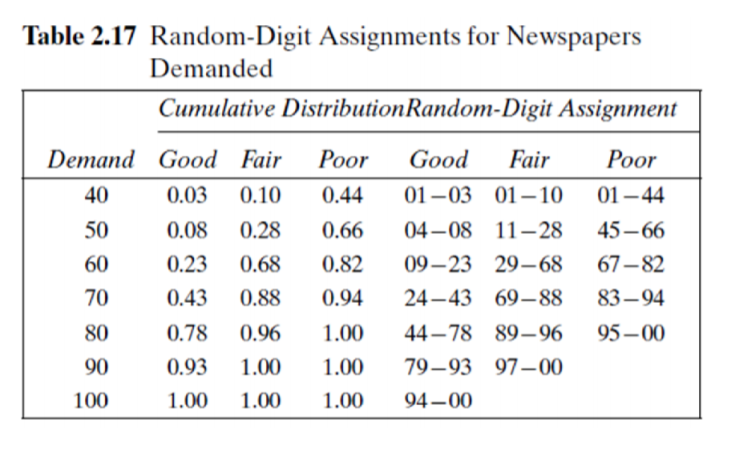 Table 2.17 Random-Digit Assignments for Newspapers
Demanded
Cumulative Distribution Random-Digit Assignment
Demand Good Fair Poor Good Fair Poor
40 0.03 0.10 0.44 01–03 01–10 01–44
50 0.08 0.28 0.66 04–08 11–28 45–66
60 0.23 0.68 0.82 09–23 29–68 67–82
70 0.43 0.88 0.94 24–43 69–88 83–94
80 0.78 0.96 1.00 44–78 89–96 95–00
90 0.93 1.00 1.00 79–93 97–00
100 1.00 1.00 1.00 94–00